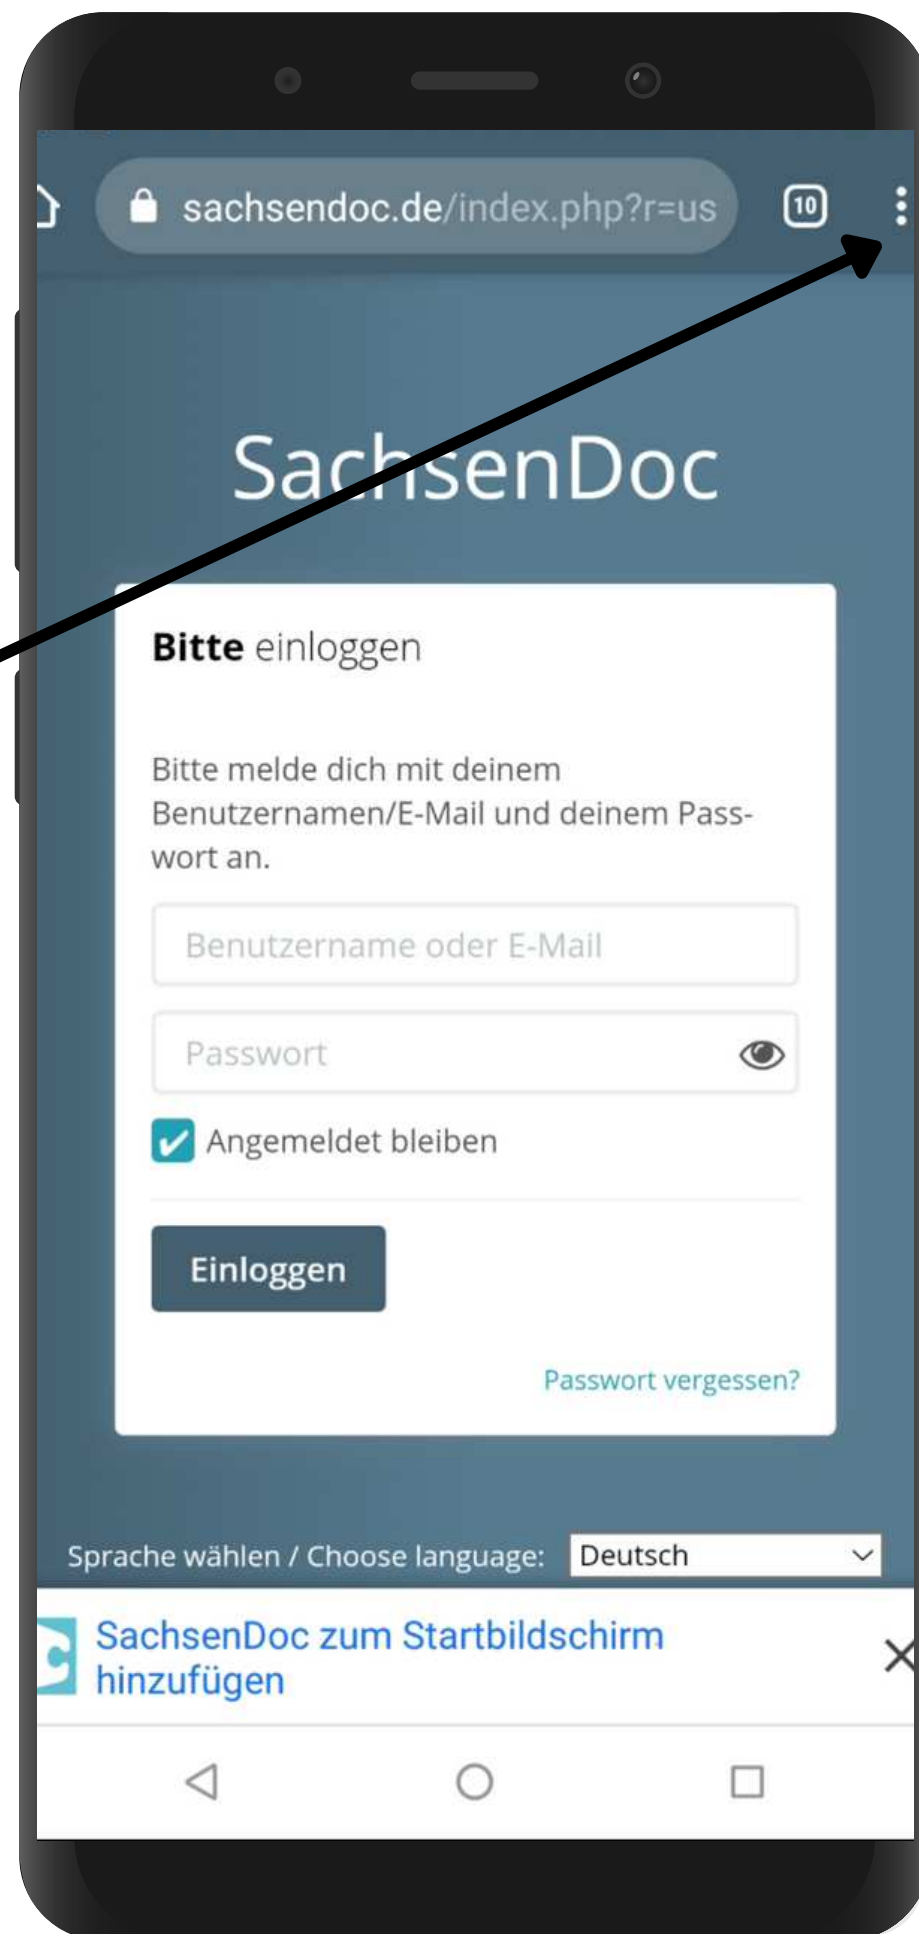 sachsendoc.de/index.php?r=us
10
SachsenDoc
Bitte einloggen
Bitte melde dich mit deinem
Benutzernamen/E-Mail und deinem Pass-
wort an.
Benutzername oder E-Mail
Passwort
Angemeldet bleiben
Einloggen
Passwort vergessen?
Sprache wählen / Choose language:
Deutsch
SachsenDoc zum Startbildschirm
hinzufügen